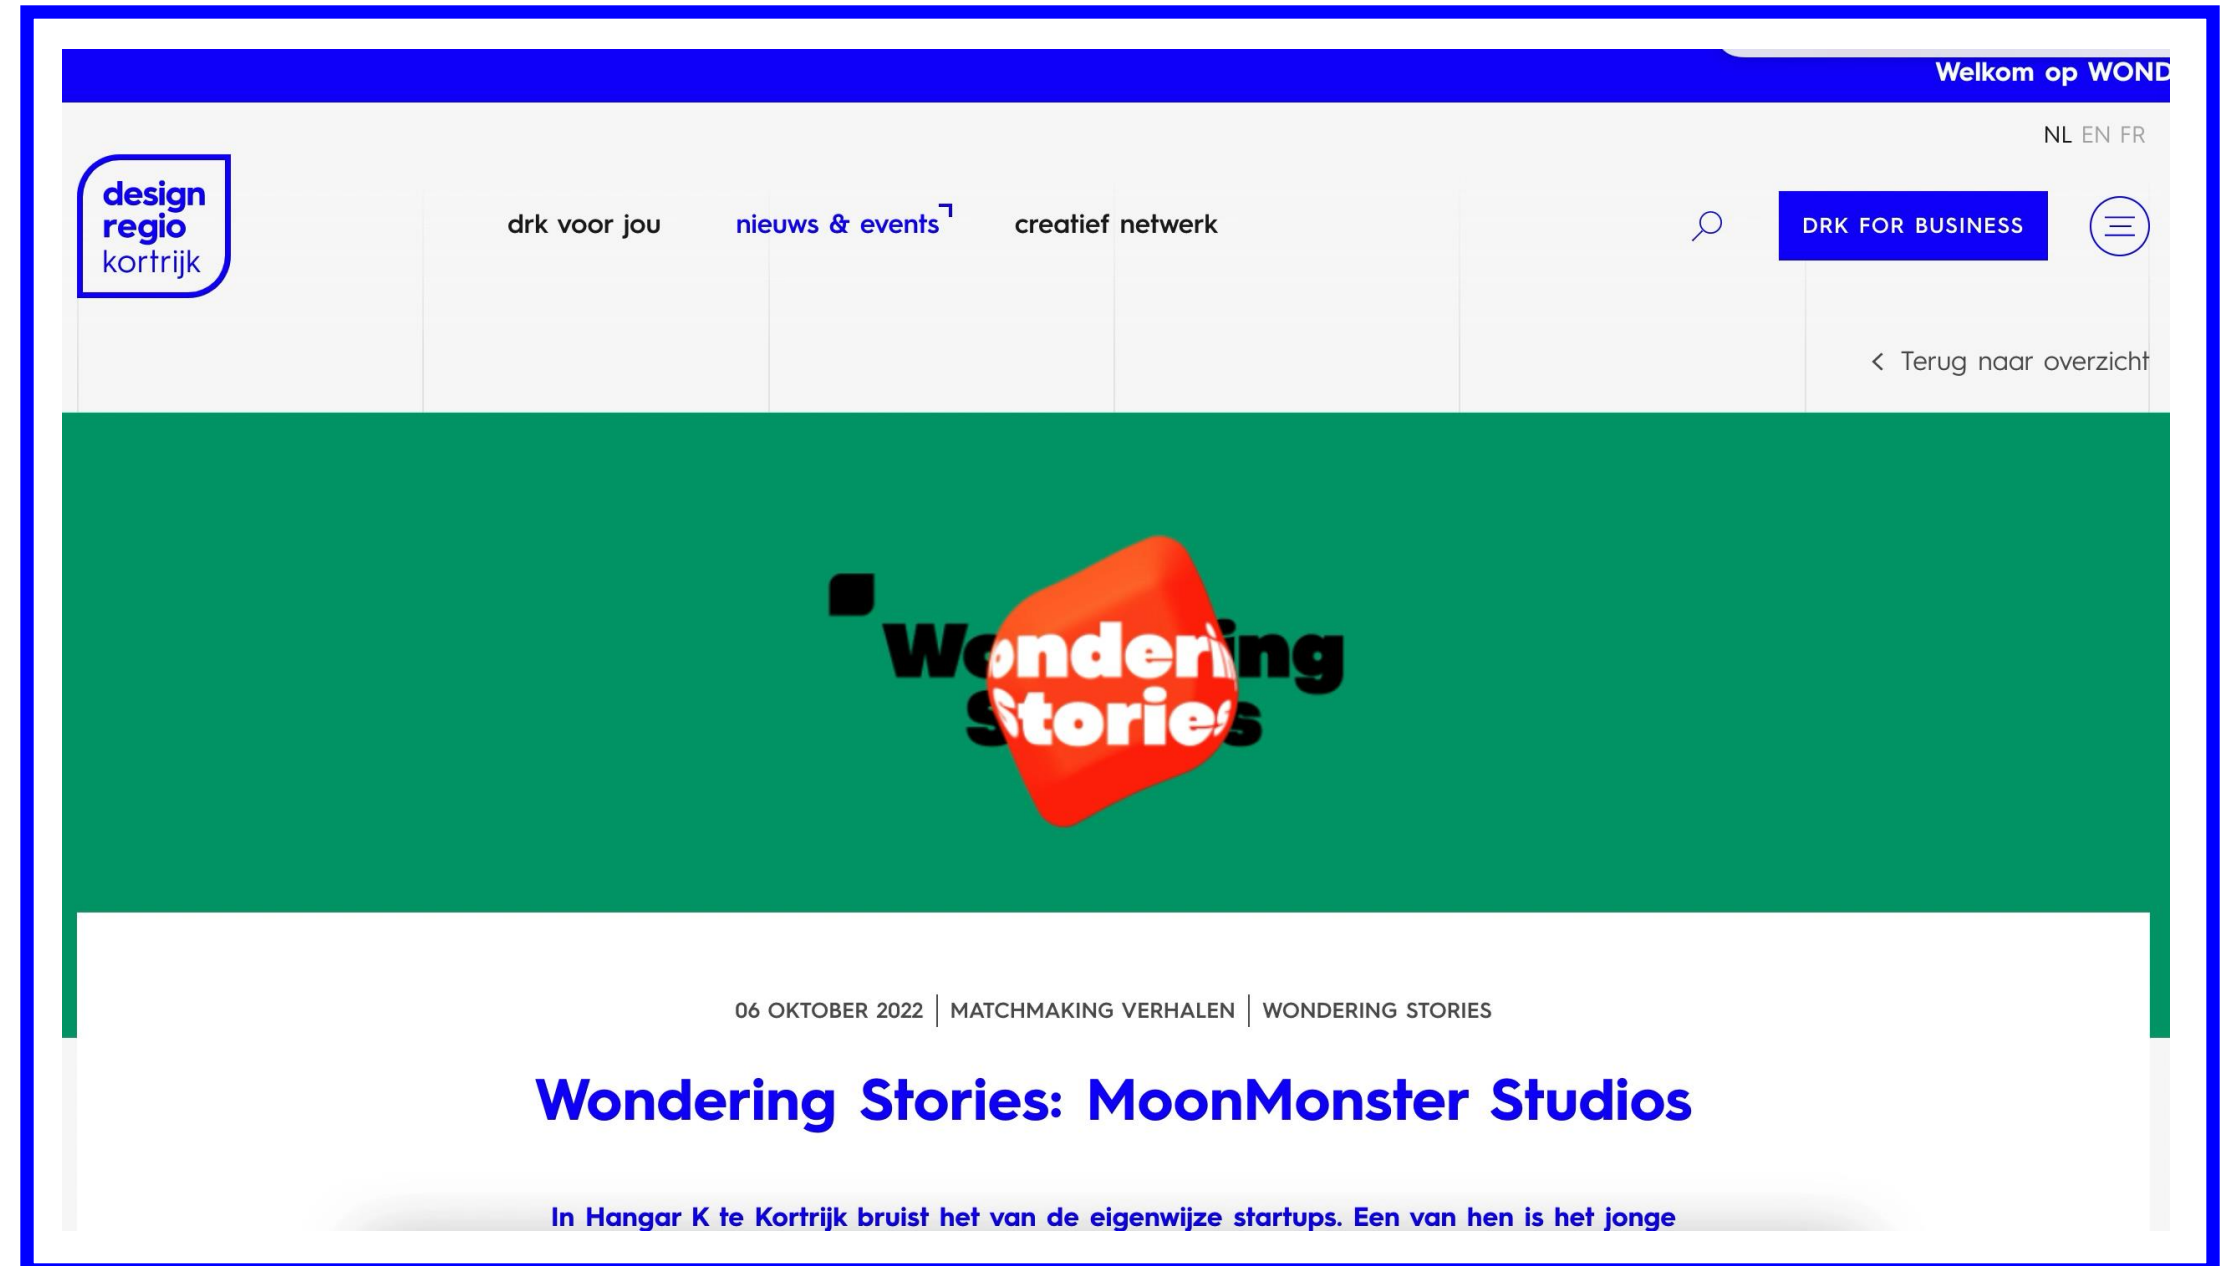 Welkom op WOND
NL EN FR
design
regio
kortrijk
drk voor jou
nieuws & events
creatief netwerk
DRK FOR BUSINESS
< Terug naar overzicht
Wondering
Stories
06 OKTOBER 2022 | MATCHMAKING VERHALEN | WONDERING STORIES
Wondering Stories: MoonMonster Studios
In Hangar K te Kortrijk bruist het van de eigenwijze startups. Een van hen is het jonge